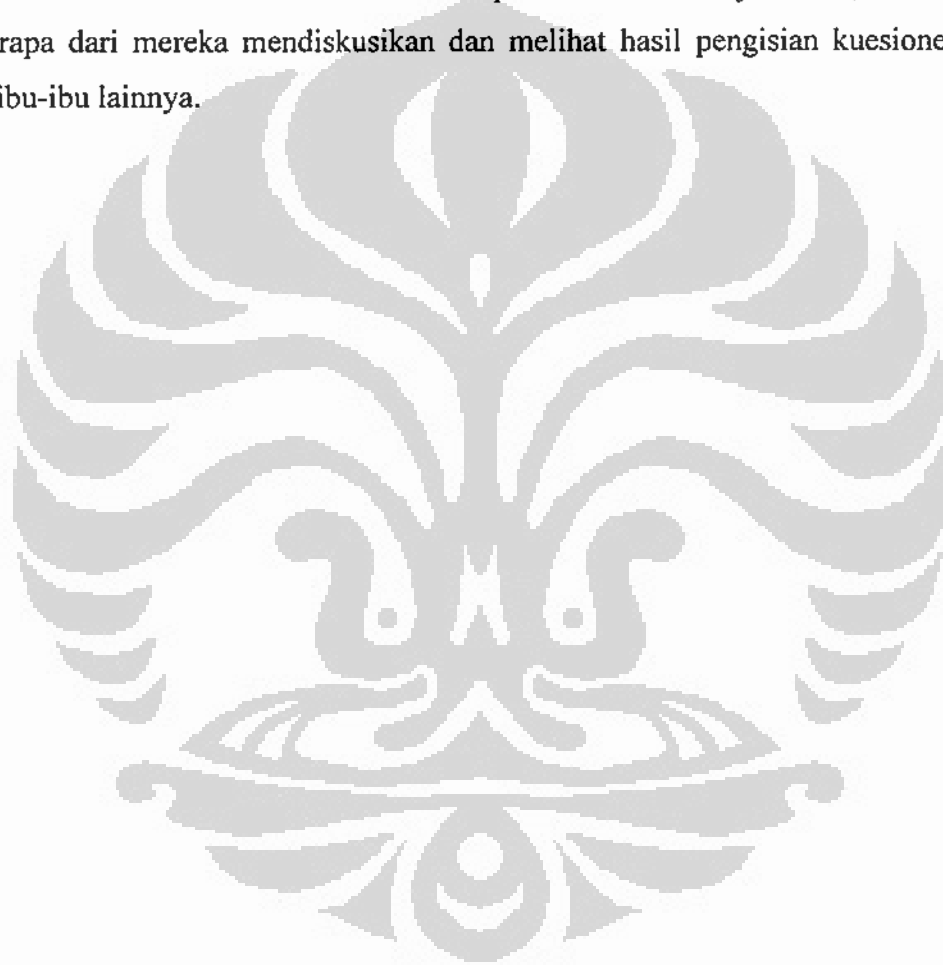 rapa dari mereka mendiskusikan dan melihat hasil pengisian kuesione
ibu-ibu lainnya.